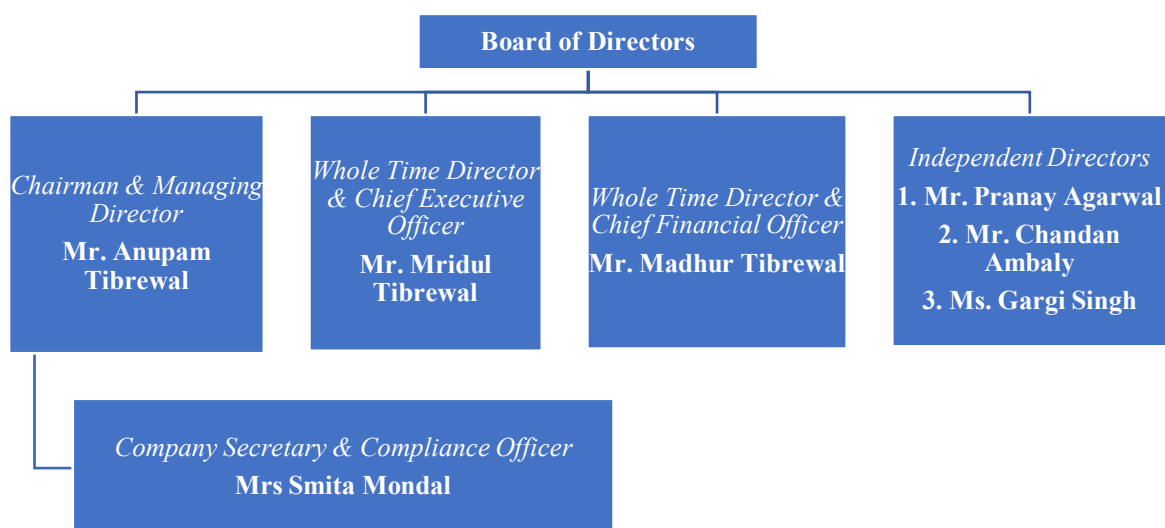 Board of Directors
Chairman & Managing
Director
Mr. Anupam
Tibrewal
Whole Time Director
& Chief Executive
Officer
Mr. Mridul
Tibrewal
Whole Time Director &
Chief Financial Officer
Mr. Madhur Tibrewal
Independent Directors
1. Mr. Pranay Agarwal
2. Mr. Chandan
Ambaly
3. Ms. Gargi Singh
Company Secretary & Compliance Officer
Mrs Smita Mondal